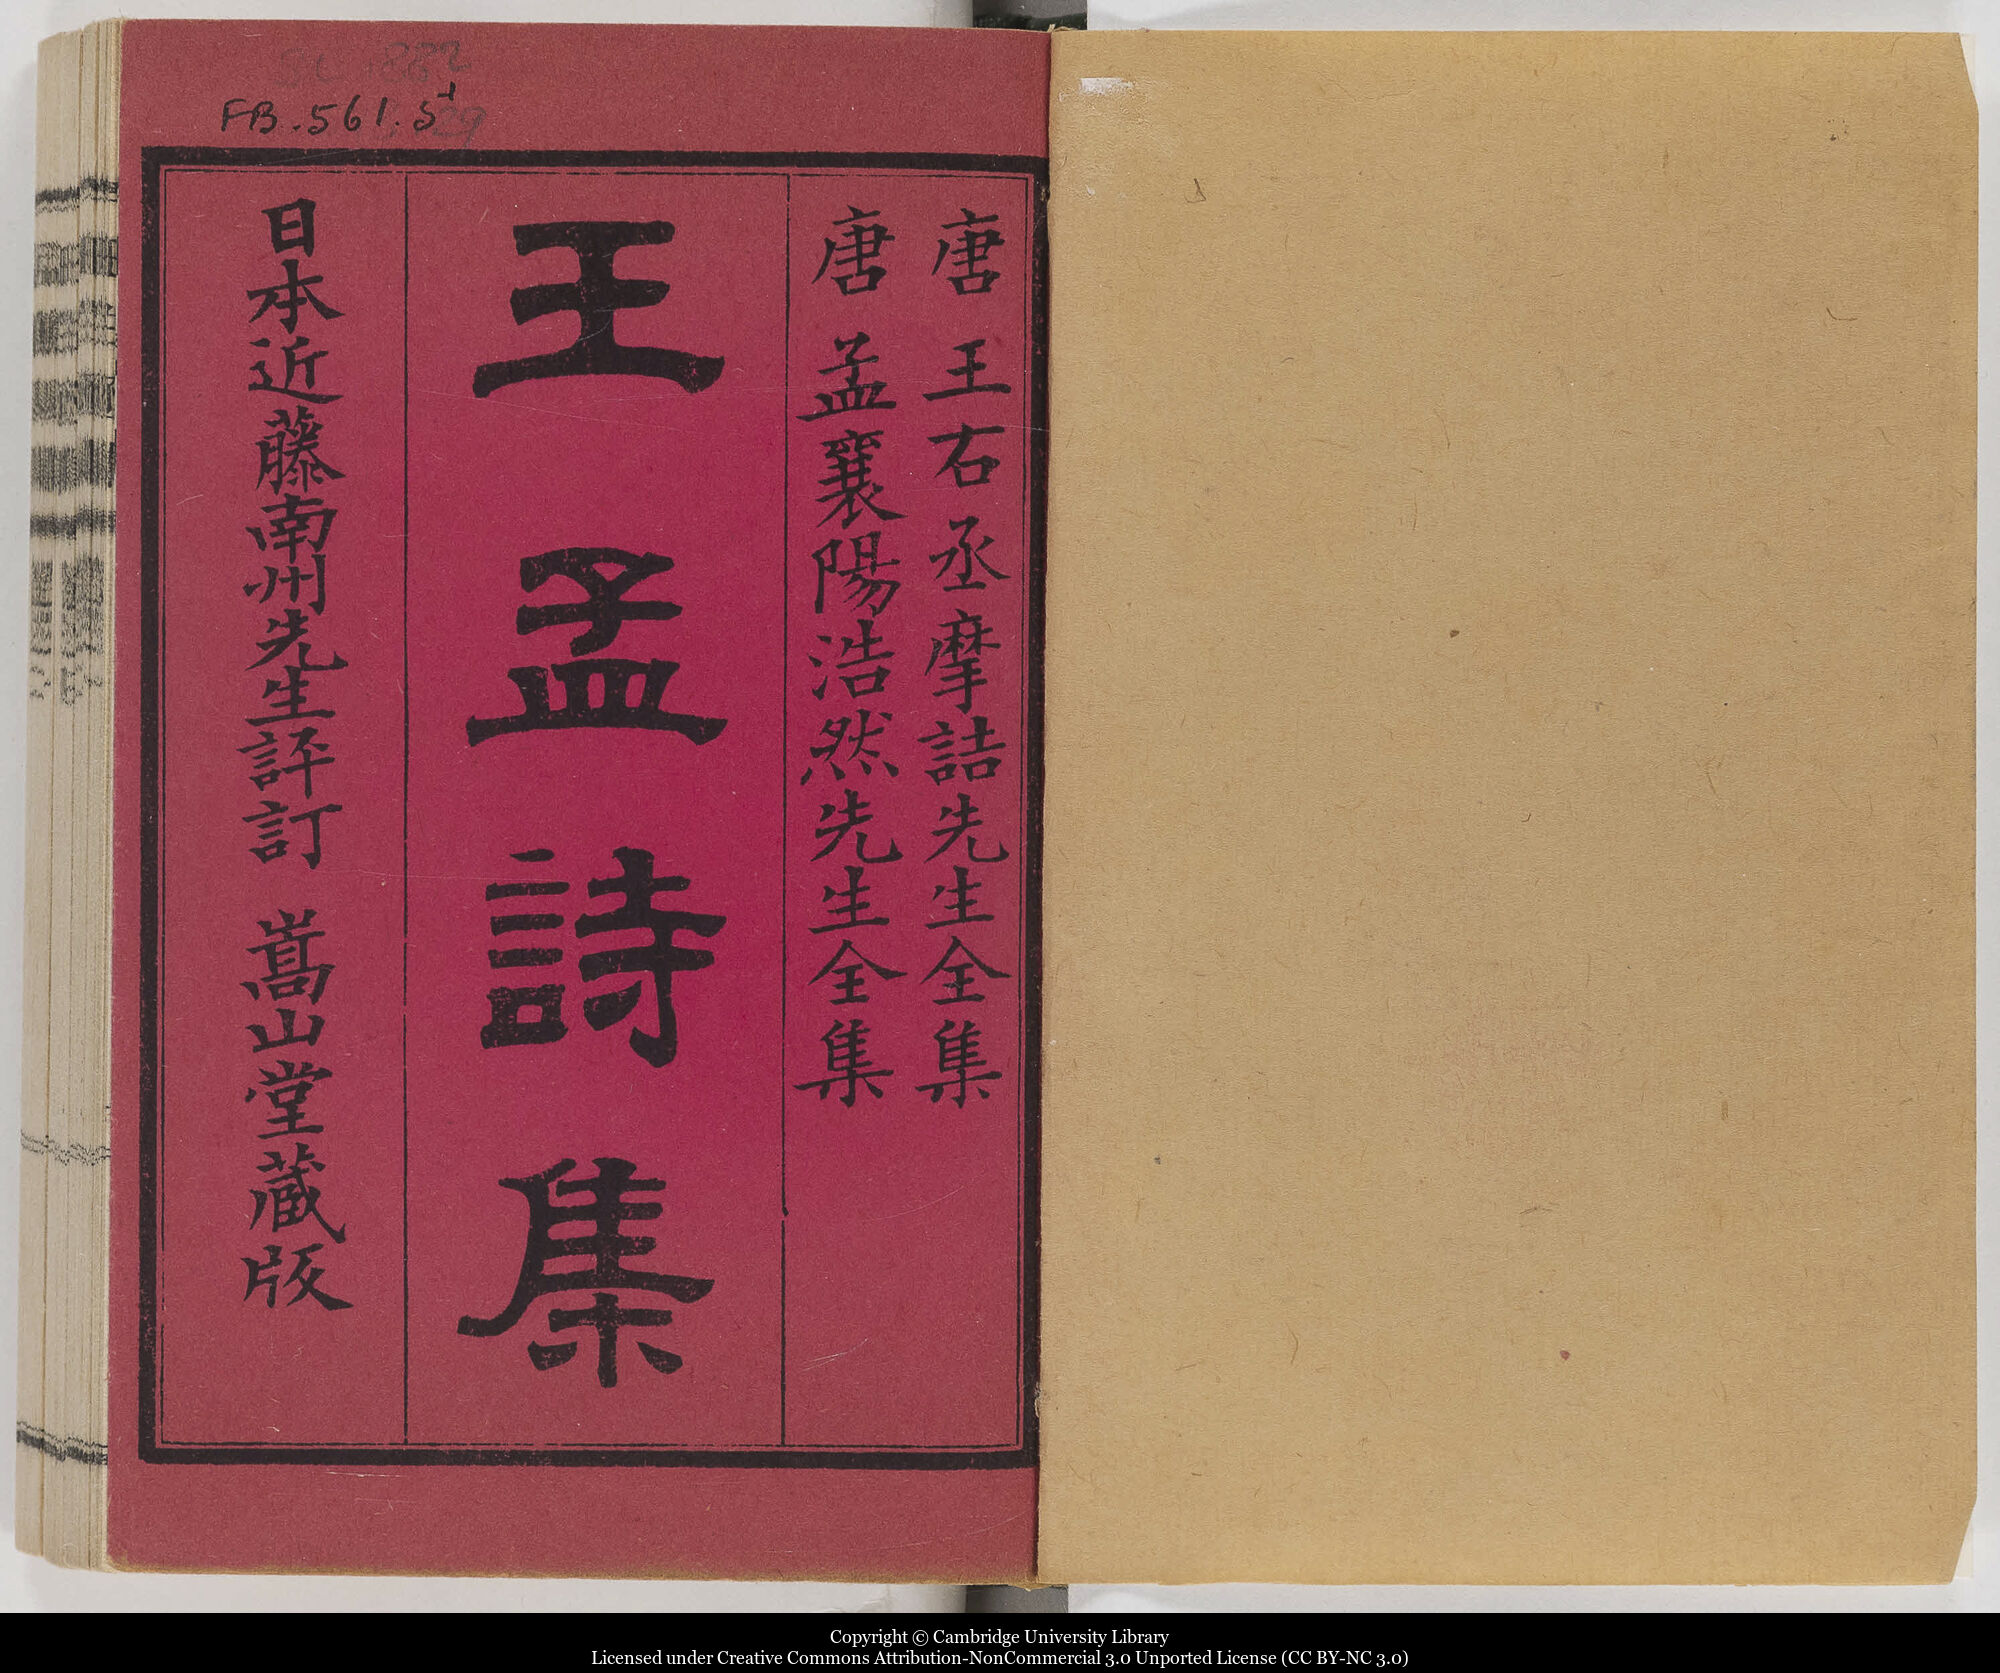 FB.561.5
唐王右丞摩詰先生全集
唐孟襄陽浩然先生全集
王孟詩集
日本近藤南州先生評訂 嵩山堂蔵版
Copyright © Cambridge University Library
Licensed under Creative Commons Attribution-NonCommercial 3.0 Unported License (CC BY-NC 3.0)